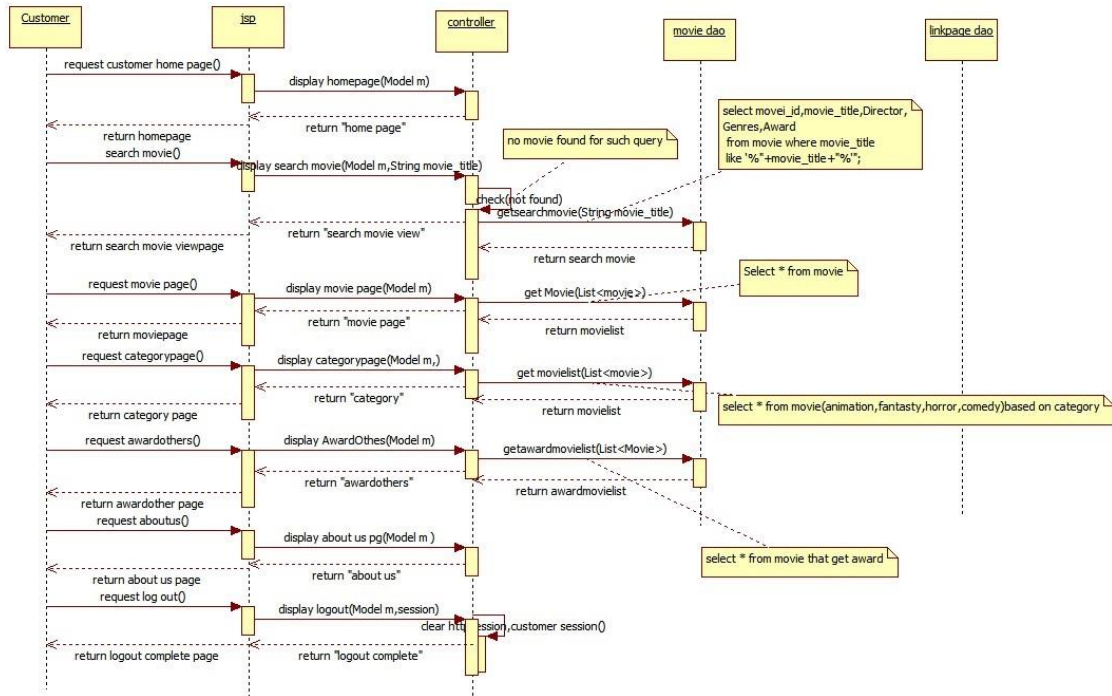 Customer
jsp
controller
movie dao
linkpage dao
request customer home page()
display homepage(Model m)
return "home page"
return homepage
search movie()
display search movie(Model m,String movie_title)
no movie found for such query
select movei_id,movie_title,Director,
Genres,Award
from movie where movie_title
like '%"+movie_title+"%'";
check(not found)
getsearchmovie(String movie_title)
return "search movie view"
return search movie viewpage
return search movie
Select * from movie
request movie page()
display movie page(Model m)
get Movie(List<movie>)
return "movie page"
return movielist
return moviepage
request categorypage()
display categorypage(Model m,)
get movielist(List<movie>)
return "category"
return movielist
return category page
select * from movie(animation,fantasty,horror,comedy)based on category
request awardothers()
display AwardOthes(Model m)
getawardmovielist(List<Movie>)
return "awardothers"
return awardmovielist
return awardother page
request aboutus()
display about us pg(Model m )
select * from movie that get award
return "about us"
return about us page
request log out()
display logout(Model m,session)
clear httpsession,customer session()
return "logout complete"
return logout complete page